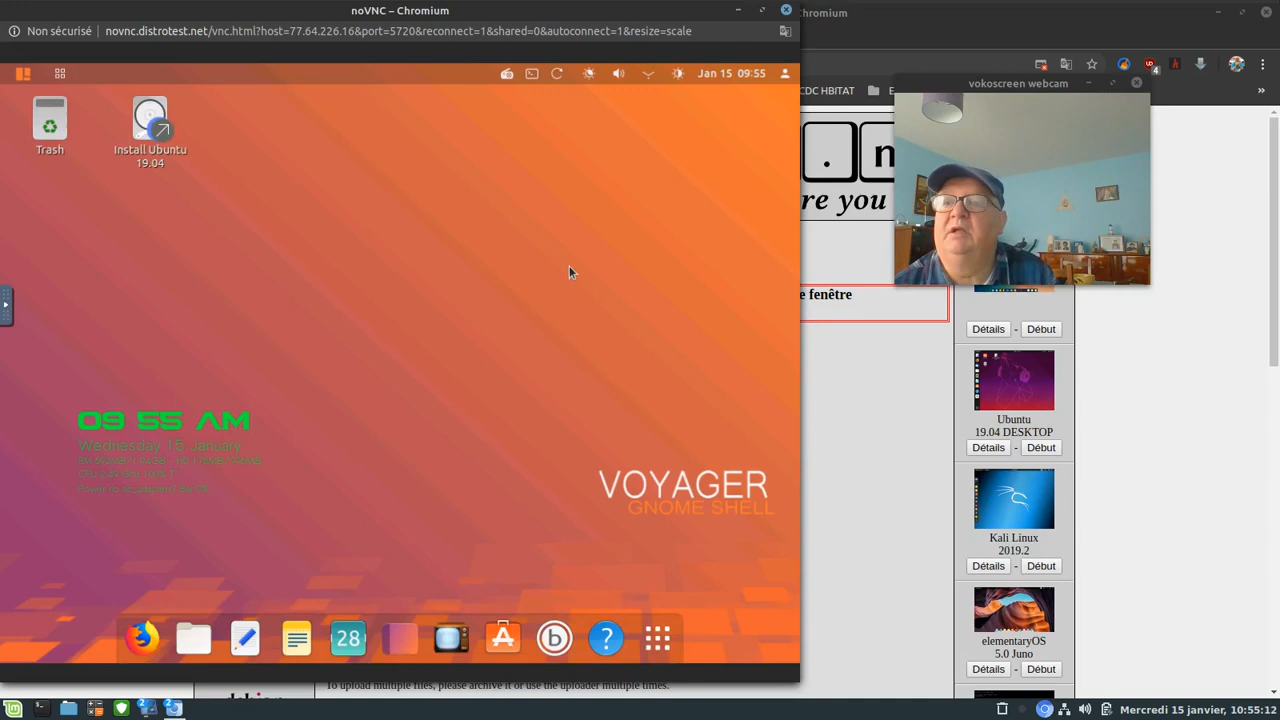 noVNC – Chromium
Chromium
Non sécurisé
novnc.distrotest.net/vnc.html?host=77.64.226.16&port=5720&reconnect=1&shared=0&autoconnect=1&resize=scale
Jan 15 09:55
vokoscreen webcam
4
CDC HBITAT
E
»
Trash
Install Ubuntu
19.04
. n
re you
e fenêtre
Détails - Début
Ubuntu
19.04 DESKTOP
Détails - Début
Kali Linux
2019.2
Détails - Début
elementaryOS
5.0 Juno
Détails - Début
09 55 AM
Wednesday 15 January
VOYAGER
GNOME SHELL
28
To upload multiple files, please archive it or use the uploader multiple times.
Mercredi 15 janvier, 10:55:12